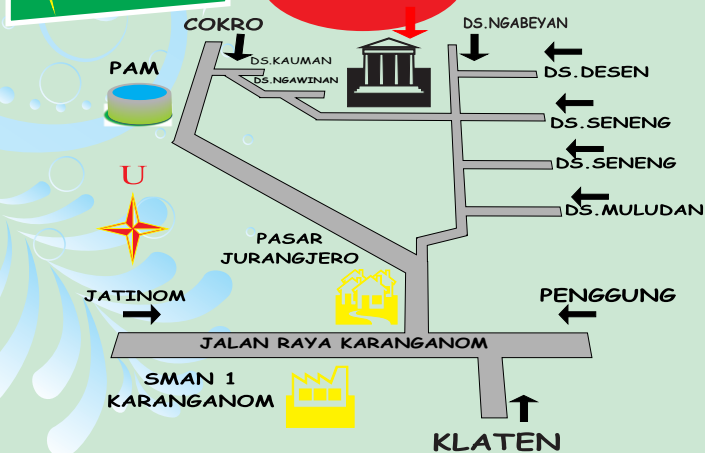 COKRO
DS.NGABEYAN
DS.KAUMAN
PAM
DS.DESEN
DS.NGAWINAN
DS.SENENG
DS.SENENG
U
DS.MULUDAN
PASAR
JURANGJERO
JATINOM
PENGGUNG
JALAN RAYA KARANGANOM
SMAN 1
KARANGANOM
KLATEN